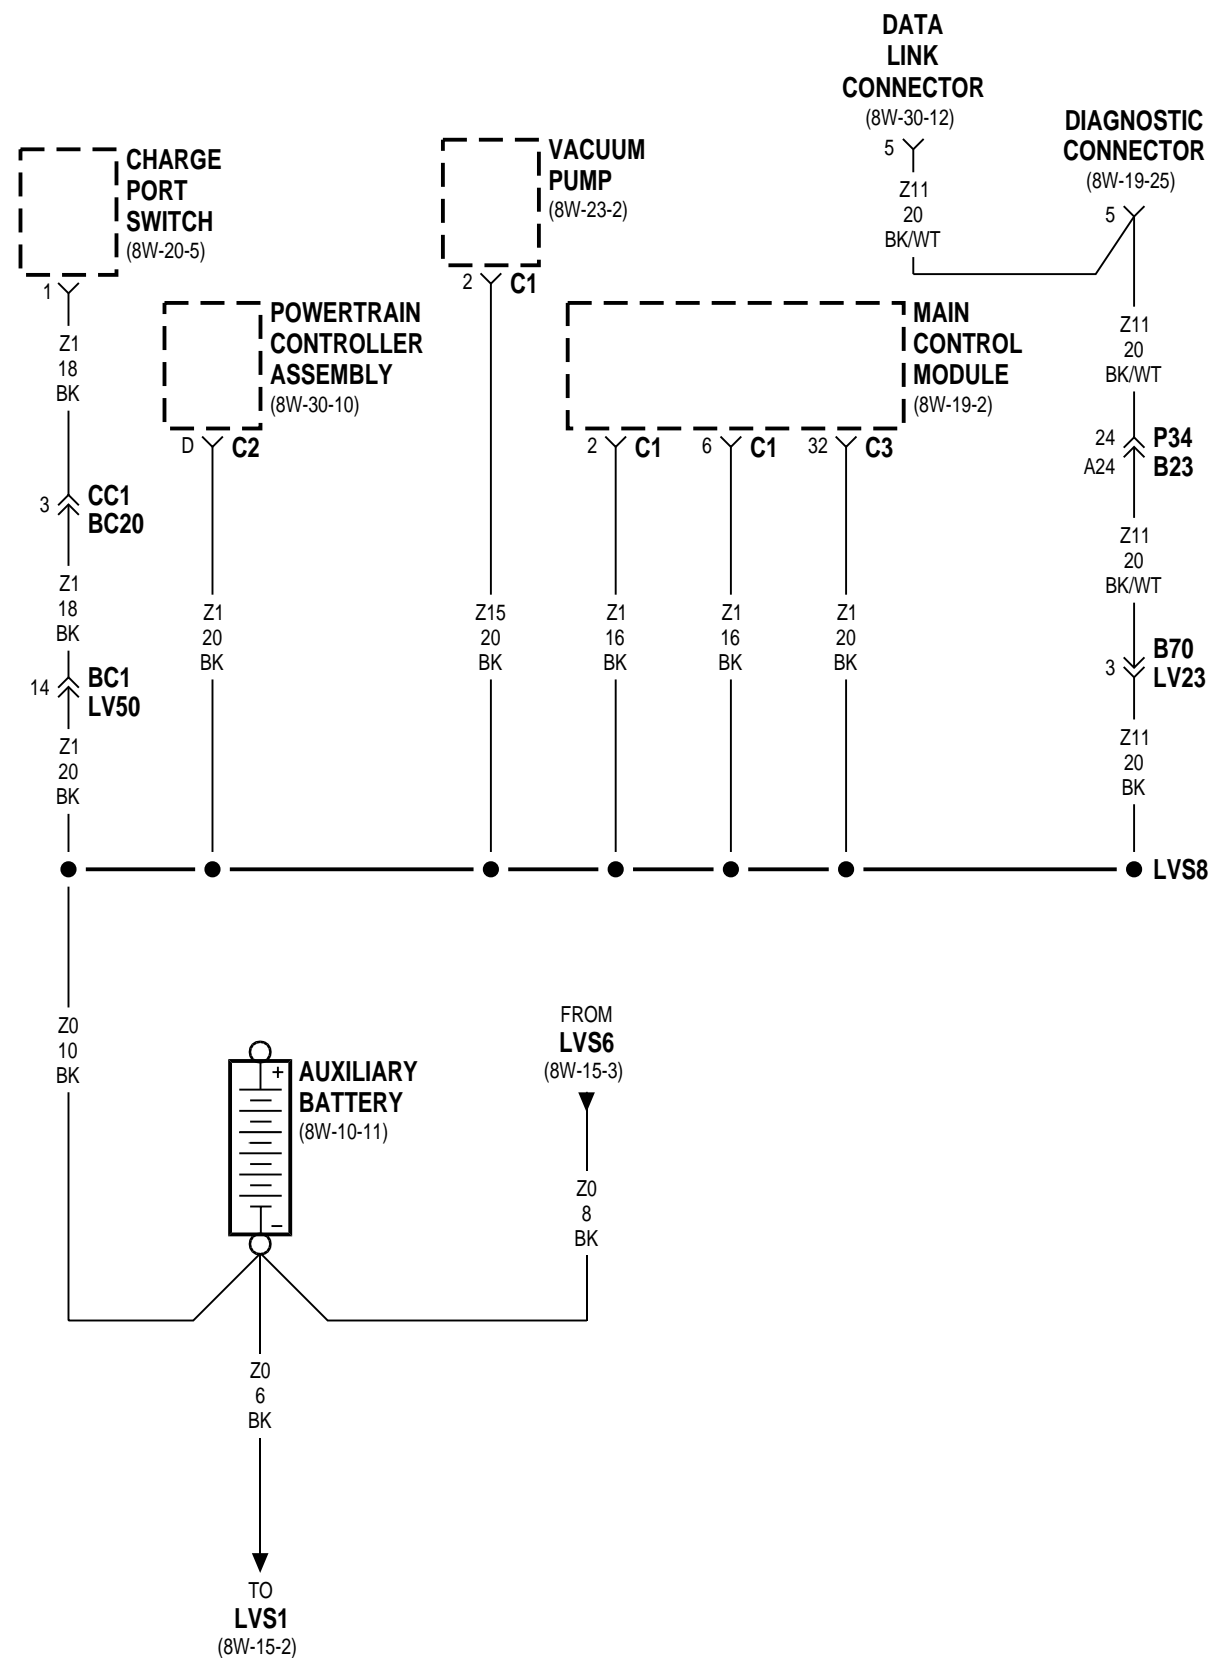 DATA
LINK
CONNECTOR
(8W-30-12)
5
Z11
20
BK/WT
DIAGNOSTIC
CONNECTOR
(8W-19-25)
5
Z11
20
BK/WT
24
P34
A24
B23
Z11
20
BK/WT
3
B70
LV23
Z11
20
BK
CHARGE
PORT
SWITCH
(8W-20-5)
1
Z1
18
BK
3
CC1
BC20
Z1
18
BK
14
BC1
LV50
Z1
20
BK
POWERTRAIN
CONTROLLER
ASSEMBLY
(8W-30-10)
D
C2
Z1
20
BK
VACUUM
PUMP
(8W-23-2)
2
C1
Z15
20
BK
MAIN
CONTROL
MODULE
(8W-19-2)
2
C1
6
C1
32
C3
Z1
16
BK
Z1
16
BK
Z1
20
BK
LVS8
Z0
10
BK
+
–
AUXILIARY
BATTERY
(8W-10-11)
FROM
LVS6
(8W-15-3)
Z0
8
BK
Z0
6
BK
TO
LVS1
(8W-15-2)